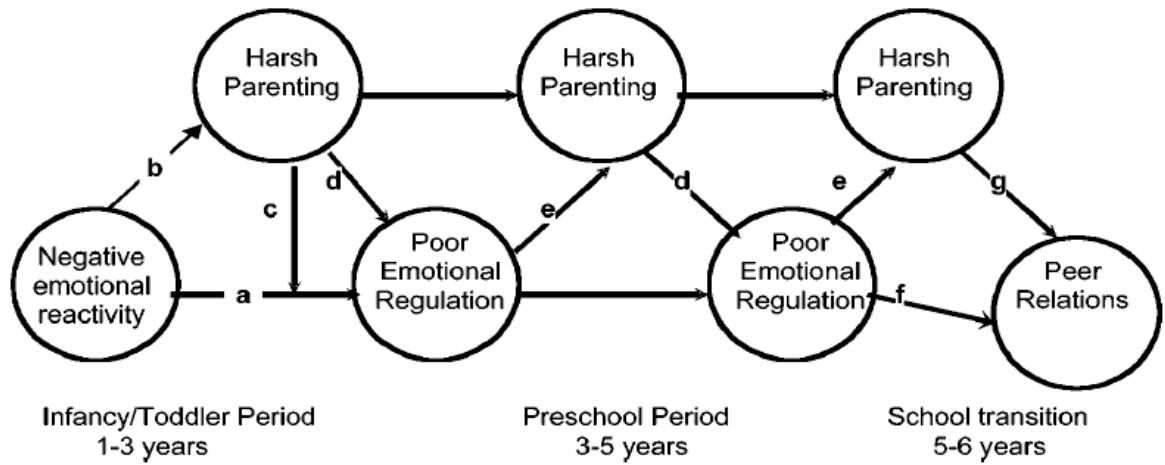 Harsh
Parenting
Harsh
Parenting
Harsh
Parenting
b
c
d
e
d
e
g
Negative
emotional
reactivity
a
Poor
Emotional
Regulation
Poor
Emotional
Regulation
f
Peer
Relations
Infancy/Toddler Period
1-3 years
Preschool Period
3-5 years
School transition
5-6 years